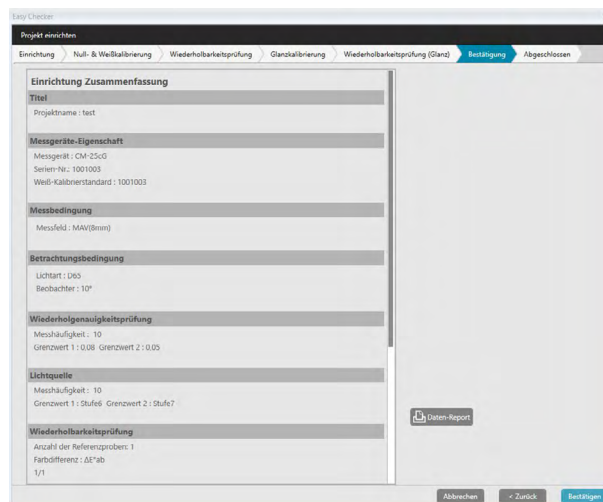 Easy Checker
Projekt einrichten
Einrichtung Null- & Weißkalibrierung Wiederholbarkeitsprüfung Glanzkalibrierung Wiederholbarkeitsprüfung (Glanz) Bestätigung Abgeschlossen
Einrichtung Zusammenfassung
Titel
Projektname : test
Messgeräte-Eigenschaft
Messgerät : CM-25cG
Serien-Nr.: 1001003
Weiß-Kalibrierstandard : 1001003
Messbedingung
Messfeld : MAV(8mm)
Betrachtungsbedingung
Lichtart : D65
Beobachter : 10°
Wiederholgenauigkeitsprüfung
Messhäufigkeit : 10
Grenzwert 1 : 0,08 Grenzwert 2 : 0,05
Lichtquelle
Messhäufigkeit : 10
Grenzwert 1 : Stufe6 Grenzwert 2 : Stufe7
Wiederholbarkeitsprüfung
Anzahl der Referenzproben: 1
Farbdifferenz : ΔE*ab
1/1
Daten-Report
Abbrechen < Zurück Bestätigen